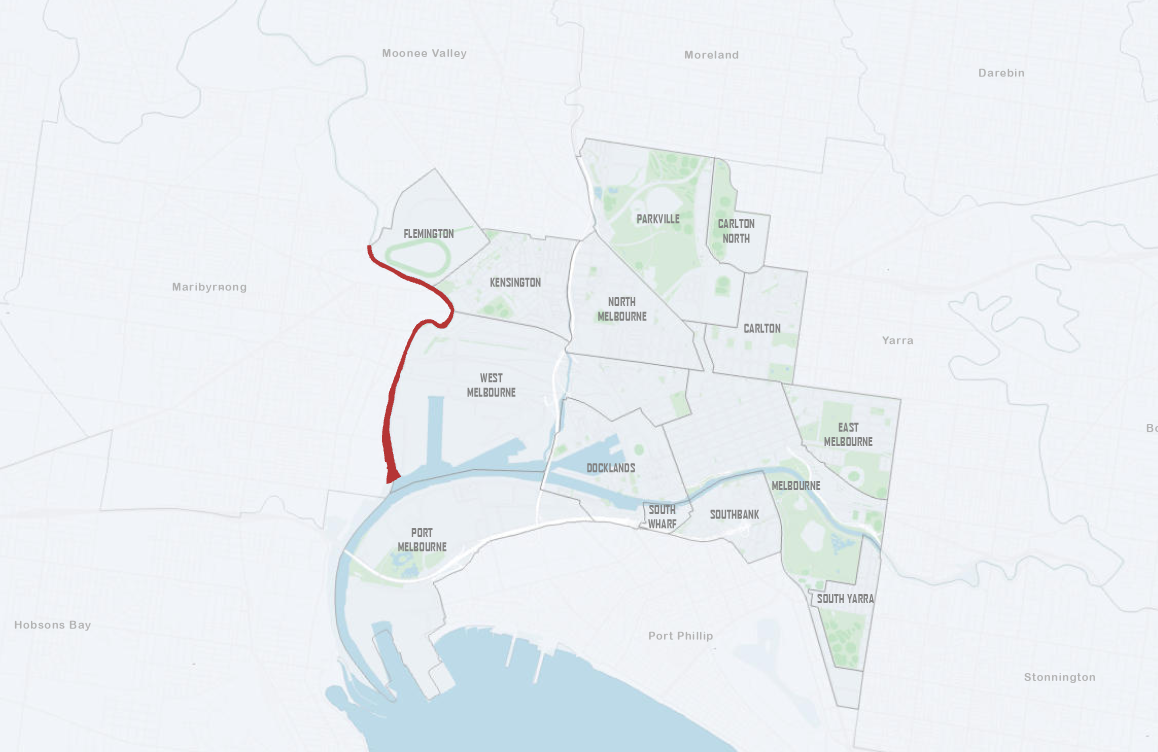 Moonee Valley
Moreland
Darebin
FLEMINGTON
PARKVILLE
CARLTON
NORTH
Maribyrnong
KENSINGTON
NORTH
MELBOURNE
CARLTON
Yarra
WEST
MELBOURNE
EAST
MELBOURNE
Bo
DOCKLANDS
MELBOURNE
SOUTH
WHARF
SOUTHBANK
PORT
MELBOURNE
SOUTH YARRA
Hobsons Bay
Port Phillip
Stonnington